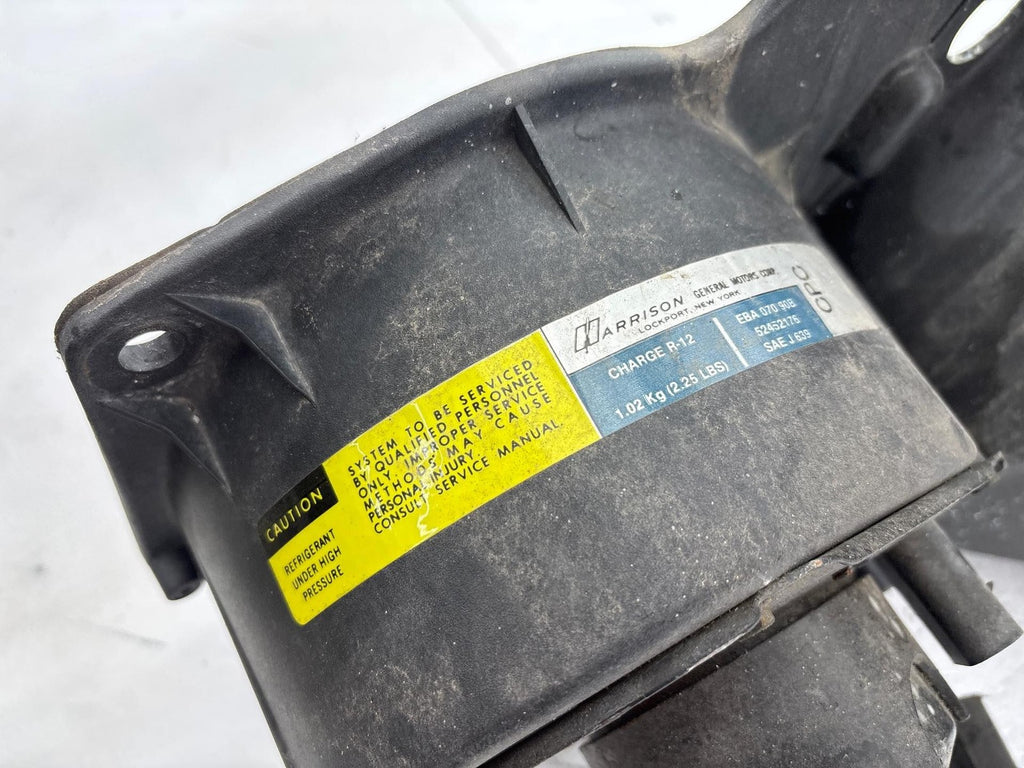 CAUTION
REFRIGERANT
UNDER HIGH
PRESSURE
SYSTEM TO BE SERVICED
BY QUALIFIED PERSONNEL
ONLY. IMPROPER SERVICE
METHODS MAY CAUSE
PERSONAL INJURY.
CONSULT SERVICE MANUAL.
HARRISON GENERAL MOTORS CORP.
LOCKPORT, NEW YORK
CHARGE R-12
1.02 Kg (2.25 LBS)
EBA 070 90B
52452176
SAE J 639
OPC